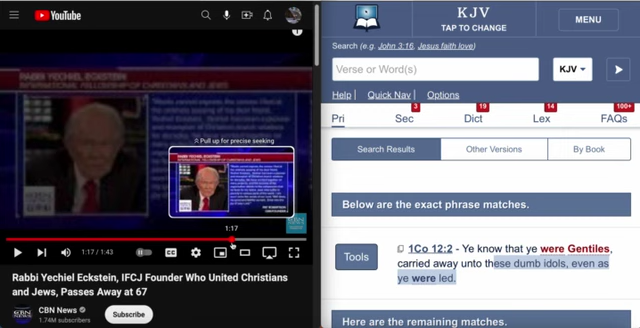 YouTube
RABBI YECHIEL ECKSTEIN
INTERNATIONAL FELLOWSHIP OF CHRISTIANS AND JEWS
Pull up for precise seeking
1:17
CBN
1:17 / 1:43
CC
Rabbi Yechiel Eckstein, IFCJ Founder Who United Christians
and Jews, Passes Away at 67
CBN News
1.74M subscribers
Subscribe
KJV
TAP TO CHANGE
MENU
Search (e.g. John 3:16, Jesus faith love)
Verse or Word(s)
KJV
Help | Quick Nav | Options
3 19 14 100+
Pri Sec Dict Lex FAQs
Search Results Other Versions By Book
Below are the exact phrase matches.
Tools
1Co 12:2 - Ye know that ye were Gentiles,
carried away unto these dumb idols, even as
ye were led.
Here are the remaining matches.